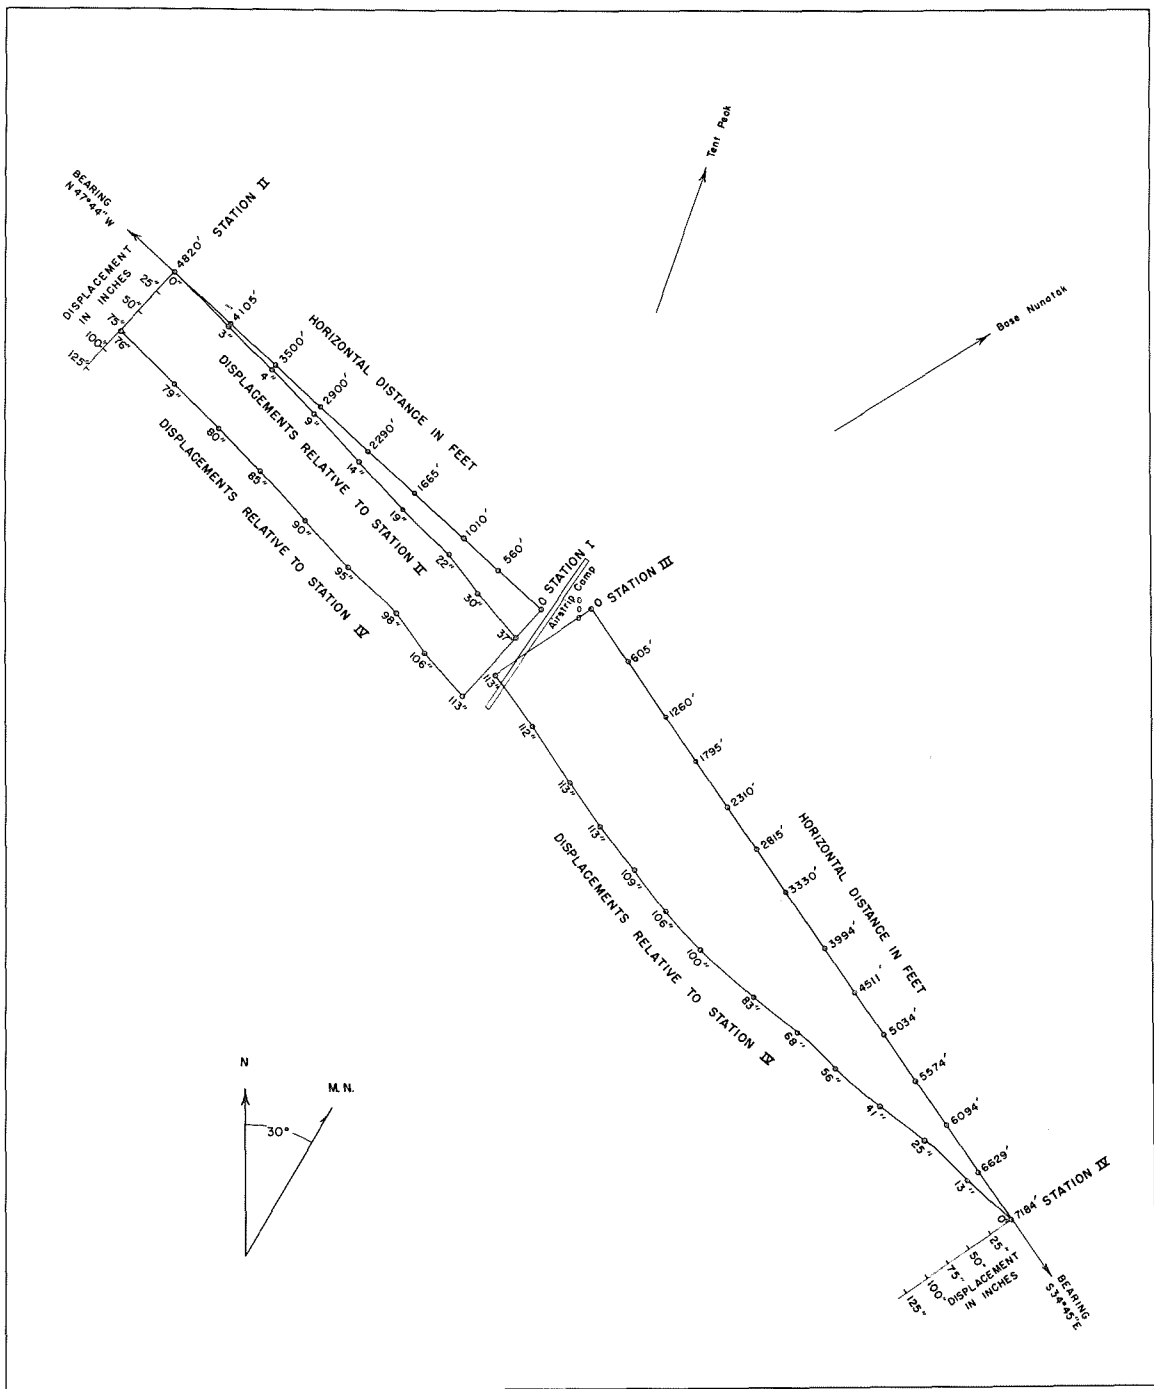 Tent Peak
Base Nunatak
BEARING
N 47°44"W
STATION II
4820'
0"
DISPLACEMENT
IN INCHES
25"
50"
75"
76"
100"
125"
4105'
3"
3500'
4"
2900'
9"
2290'
14"
1665'
19"
1010'
22"
560'
30"
0 STATION I
37"
HORIZONTAL DISTANCE IN FEET
DISPLACEMENTS RELATIVE TO STATION II
79"
80"
85"
90"
95"
98"
106"
113"
DISPLACEMENTS RELATIVE TO STATION IV
Airstrip Camp
0 STATION III
605'
1260'
1795'
2310'
2815'
3330'
3994'
4511'
5034'
5574'
6094'
6629'
7184'
STATION IV
HORIZONTAL DISTANCE IN FEET
113"
112"
113"
113"
109"
106"
100"
83"
68"
56"
41"
25"
13"
0"
DISPLACEMENTS RELATIVE TO STATION IV
25"
50"
75"
100"
125"
DISPLACEMENT
IN INCHES
BEARING
S 34°45"E
N
M.N.
30°